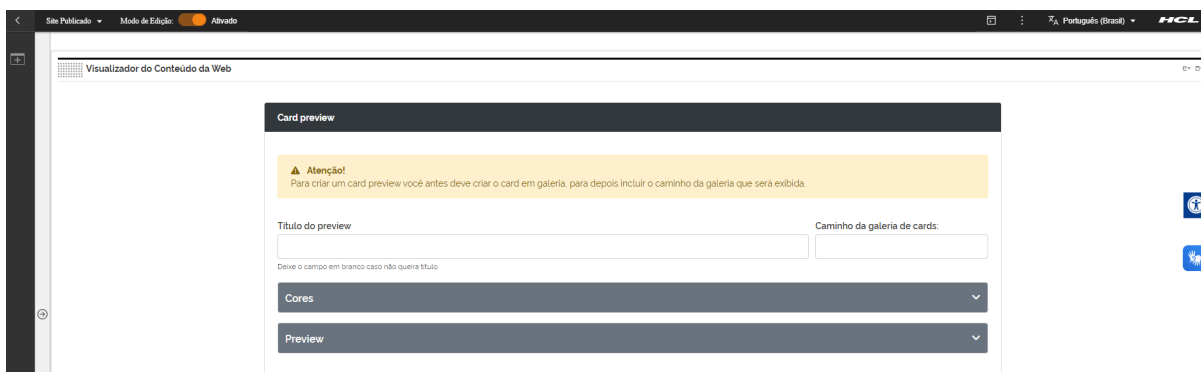 Site Publicado
Modo de Edição:
Ativado
Português (Brasil)
HCL
Visualizador do Conteúdo da Web
Card preview
Atenção!
Para criar um card preview você antes deve criar o card em galeria, para depois incluir o caminho da galeria que será exibida.
Título do preview
Caminho da galeria de cards:
Deixe o campo em branco caso não queira título.
Cores
Preview